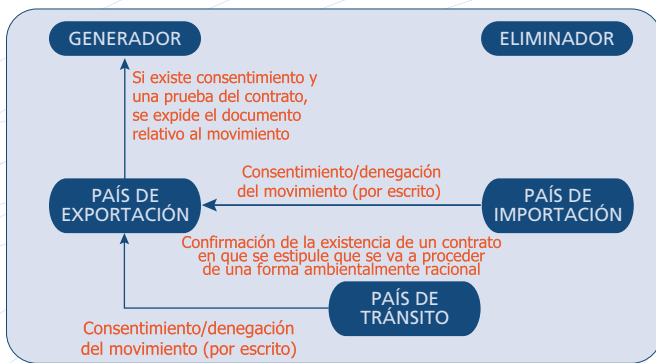 GENERADOR
ELIMINADOR
Si existe consentimiento y
una prueba del contrato,
se expide el documento
relativo al movimiento
Consentimiento/denegación
del movimiento (por escrito)
PAÍS DE
EXPORTACIÓN
PAÍS DE
IMPORTACIÓN
Confirmación de la existencia de un contrato
en que se estipule que se va a proceder
de una forma ambientalmente racional
PAÍS DE
TRÁNSITO
Consentimiento/denegación
del movimiento (por escrito)